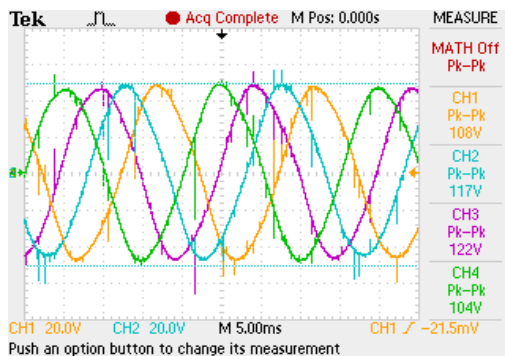 Tek Acq Complete M Pos: 0.000s MEASURE
MATH Off
Pk-Pk
CH1
Pk-Pk
108V
CH2
Pk-Pk
117V
CH3
Pk-Pk
122V
CH4
Pk-Pk
104V
CH1 20.0V CH2 20.0V M 5.00ms CH1 -21.5mV
Push an option button to change its measurement